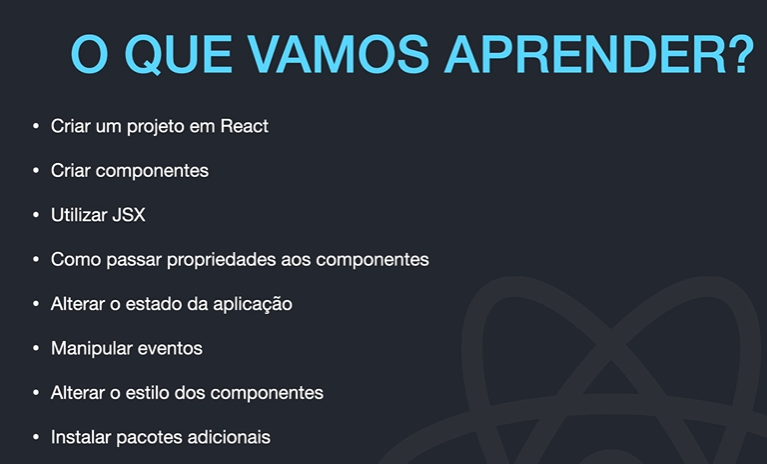 O QUE VAMOS APRENDER?
• Criar um projeto em React
• Criar componentes
• Utilizar JSX
• Como passar propriedades aos componentes
• Alterar o estado da aplicação
• Manipular eventos
• Alterar o estilo dos componentes
• Instalar pacotes adicionais